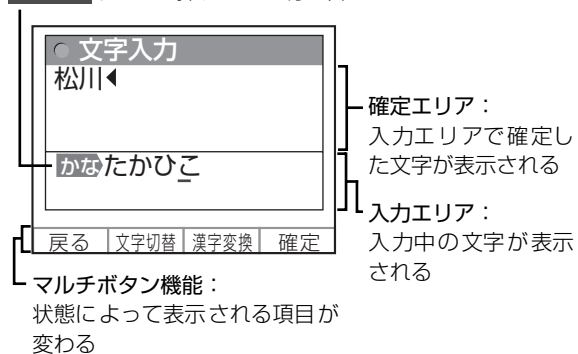 文字入力
松川
かな たかひこ
戻る 文字切替 漢字変換 確定
確定エリア：
入力エリアで確定し
た文字が表示される
入力エリア：
入力中の文字が表示
される
マルチボタン機能：
状態によって表示される項目が
変わる